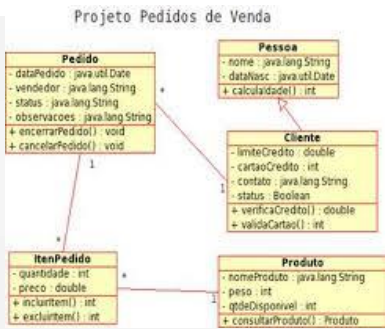 Projeto Pedidos de Venda
Pedido
- dataPedido : java.util.Date
- vendedor : java.lang.String
- status : java.lang.String
- observacoes : java.lang.String
+ encerrarPedido() : void
+ cancelarPedido() : void
Pessoa
- nome : java.lang.String
- dataNasc : java.util.Date
+ calculaIdade() : int
*
1
Cliente
- limiteCredito : double
- cartaoCredito : int
- contato : java.lang.String
- status : Boolean
+ verificaCredito() : double
+ validaCartao() : int
1
*
ItenPedido
- quantidade : int
- preco : double
+ incluirItem() : int
+ excluirItem() : int
*
1
Produto
- nomeProduto : java.lang.String
- peso : int
- qtdeDisponivel : int
+ consultarProduto() : Produto